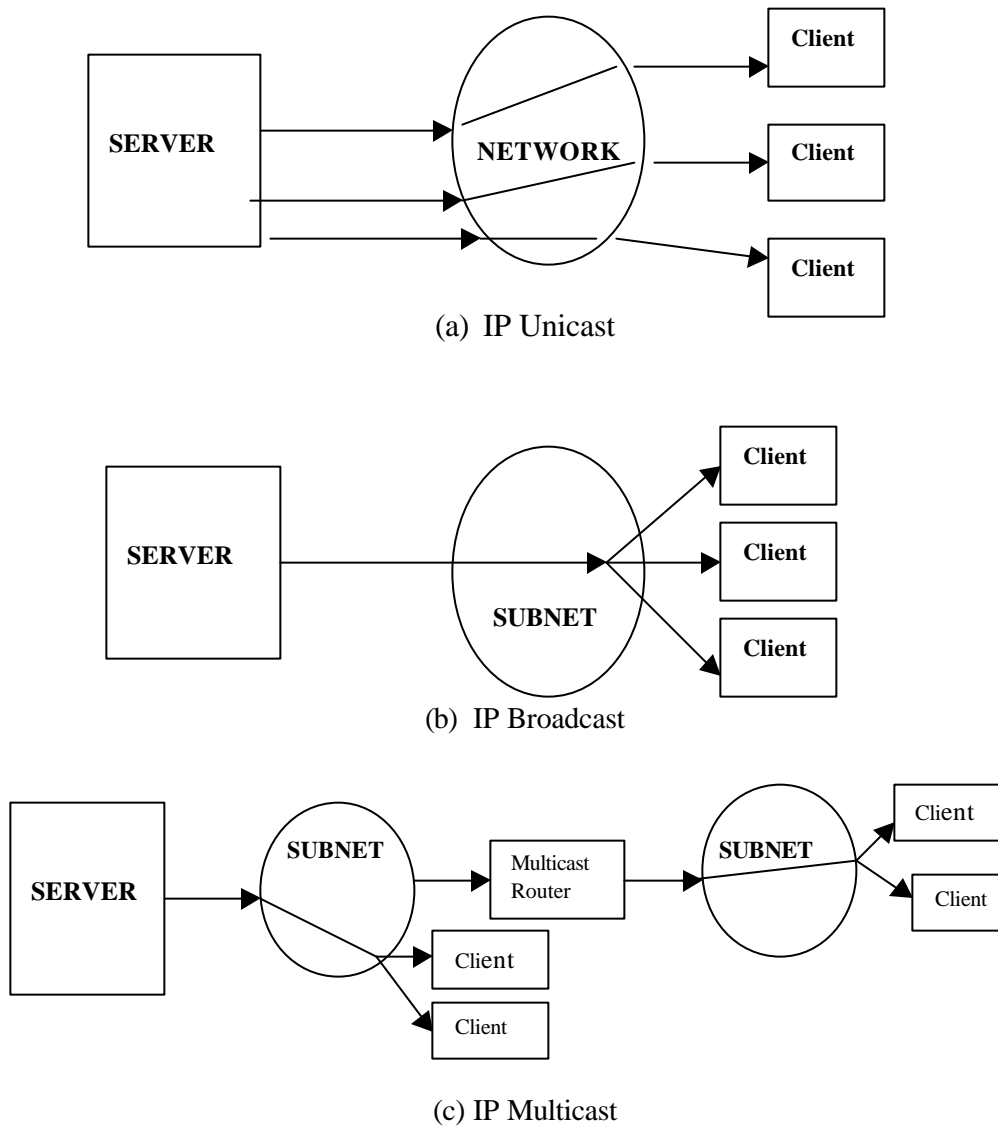 Client
SERVER
NETWORK
Client
Client
(a) IP Unicast
Client
SERVER
Client
SUBNET
Client
(b) IP Broadcast
Client
SUBNET
SUBNET
SERVER
Multicast
Router
Client
Client
Client
(c) IP Multicast